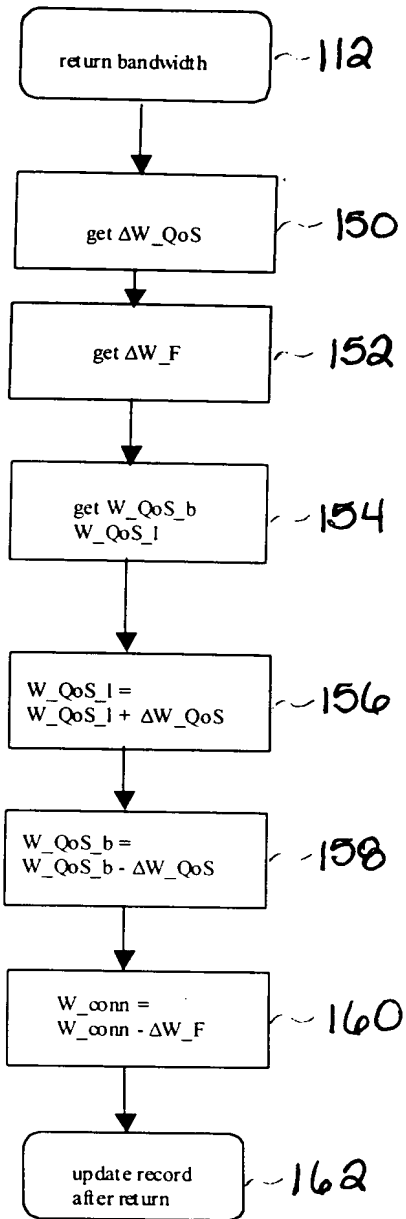 return bandwidth
112
get ΔW_QoS
150
get ΔW_F
152
get W_QoS_b
W_QoS_l
154
W_QoS_l =
W_QoS_l + ΔW_QoS
156
W_QoS_b =
W_QoS_b - ΔW_QoS
158
W_conn =
W_conn - ΔW_F
160
update record
after return
162